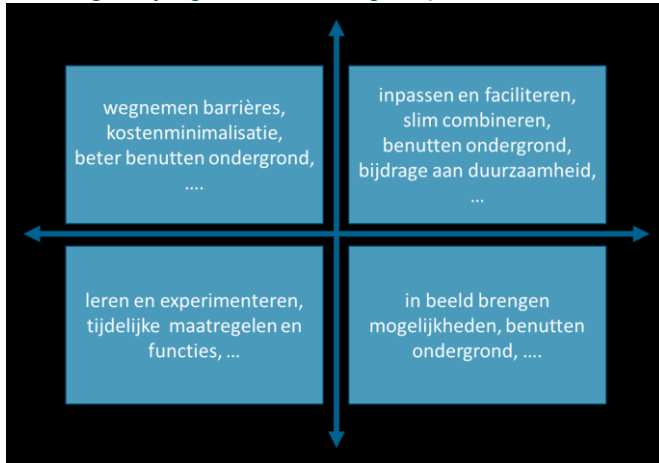 wegnemen barrières,
kostenminimalisatie,
beter benutten ondergrond,
....
inpassen en faciliteren,
slim combineren,
benutten ondergrond,
bijdrage aan duurzaamheid,
...
leren en experimenteren,
tijdelijke maatregelen en
functies, ...
in beeld brengen
mogelijkheden, benutten
ondergrond, ....